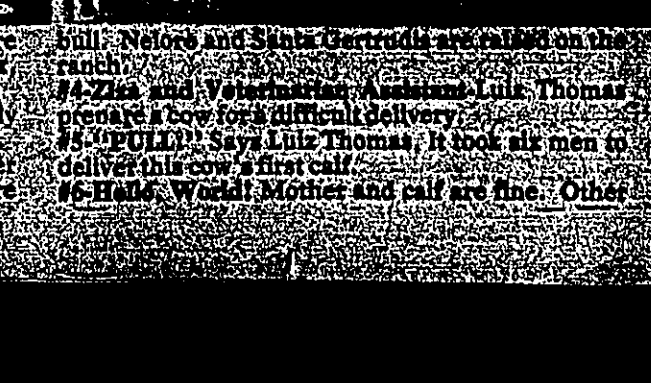 bull. Nelore and Santa Gertrudis are raised on the
ranch.
#4-Ziza and Veterinarian Assistant Luiz Thomas
prepare a cow for a difficult delivery.
#5-"PULL!" Says Luiz Thomas. It took six men to
deliver this cow's first calf.
#6-Hello, World! Mother and calf are fine. Other